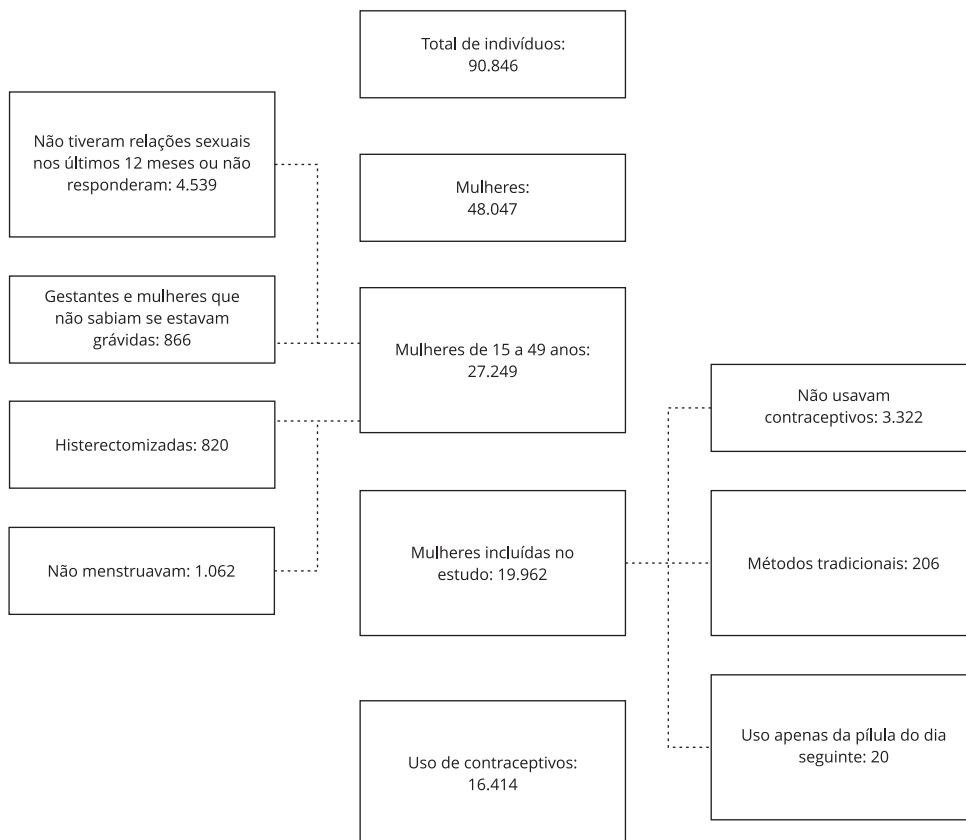 Total de indivíduos:
90.846
Não tiveram relações sexuais
nos últimos 12 meses ou não
responderam: 4.539
Mulheres:
48.047
Gestantes e mulheres que
não sabiam se estavam
grávidas: 866
Mulheres de 15 a 49 anos:
27.249
Não usavam
contraceptivos: 3.322
Histerectomizadas: 820
Mulheres incluídas no
estudo: 19.962
Métodos tradicionais: 206
Não menstruavam: 1.062
Uso de contraceptivos:
16.414
Uso apenas da pílula do dia
seguinte: 20